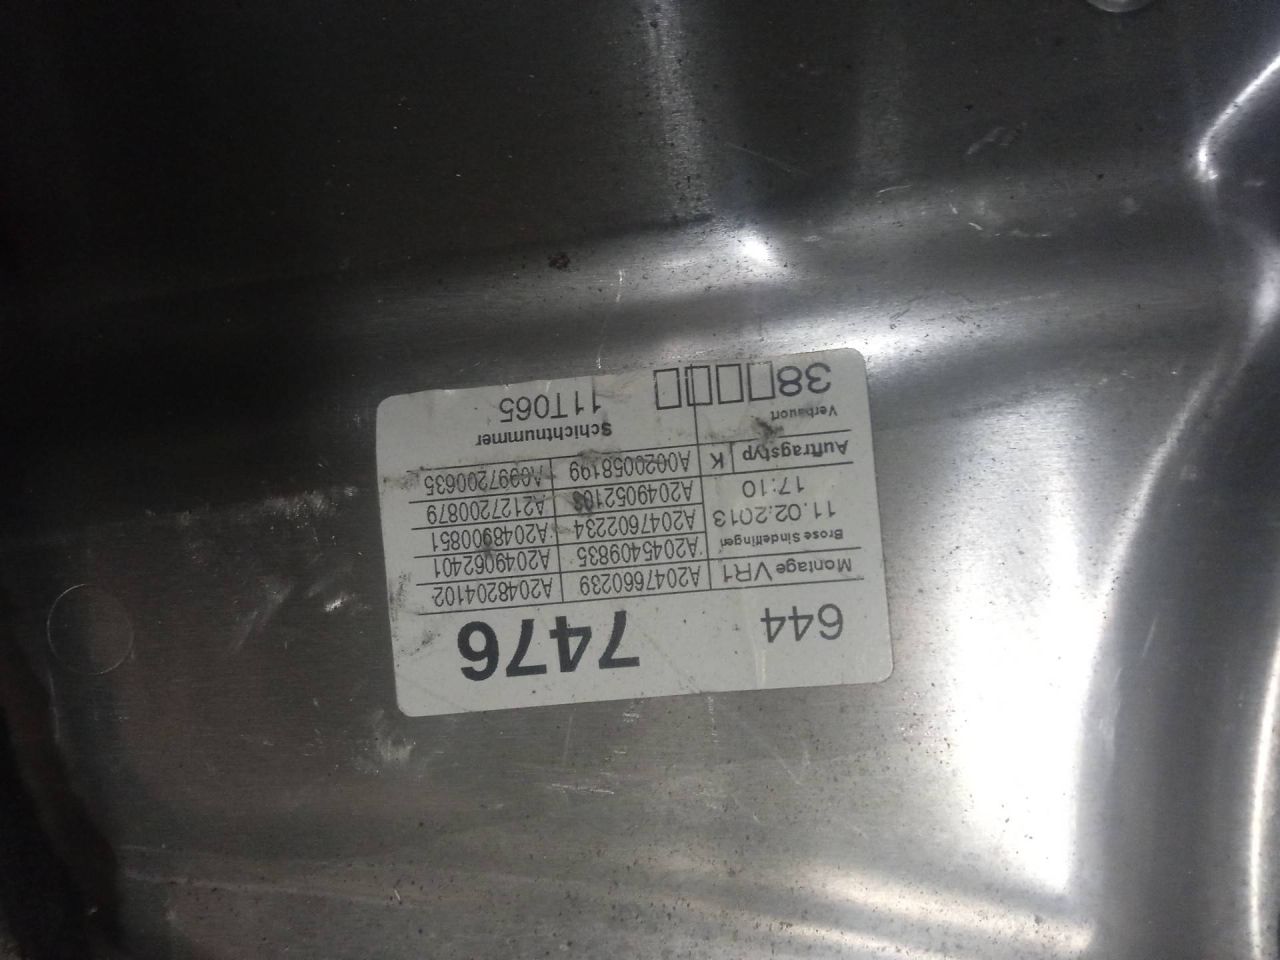 644 7476
Montage VR1 A2047660239 A2048204102
Brose Sindelfingen A2045409835 A2049062401
11.02.2013 A2047602234 A2048900851
17:10 A2049052103 A2127200879
Auftragstyp K A0020058199 A0997200635
Verbauort Schichtnummer
38 11T065